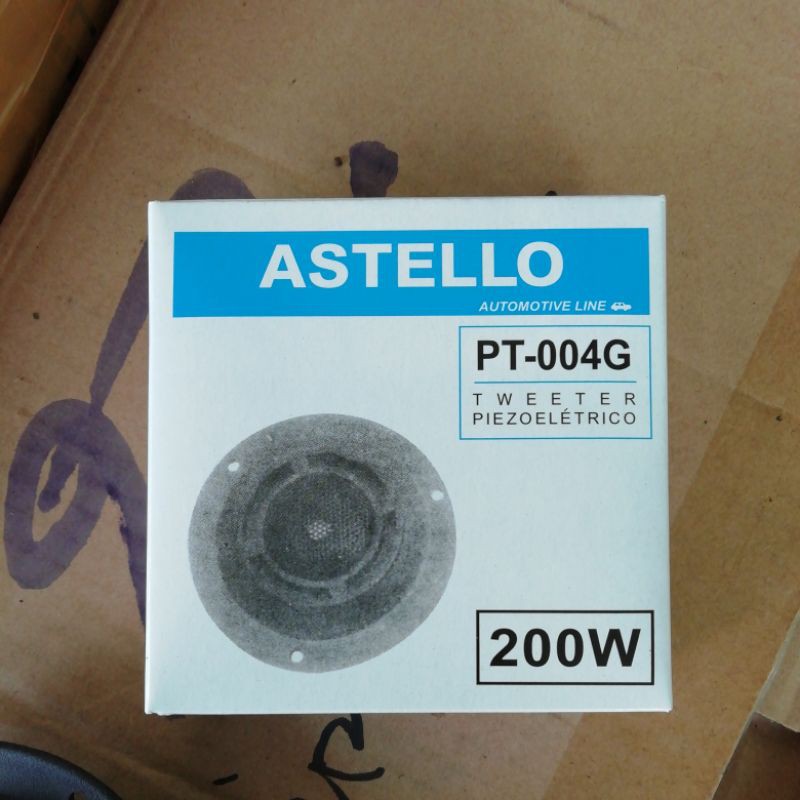 ASTELLO
AUTOMOTIVE LINE
PT-004G
TWEETER
PIEZOELÉTRICO
200W